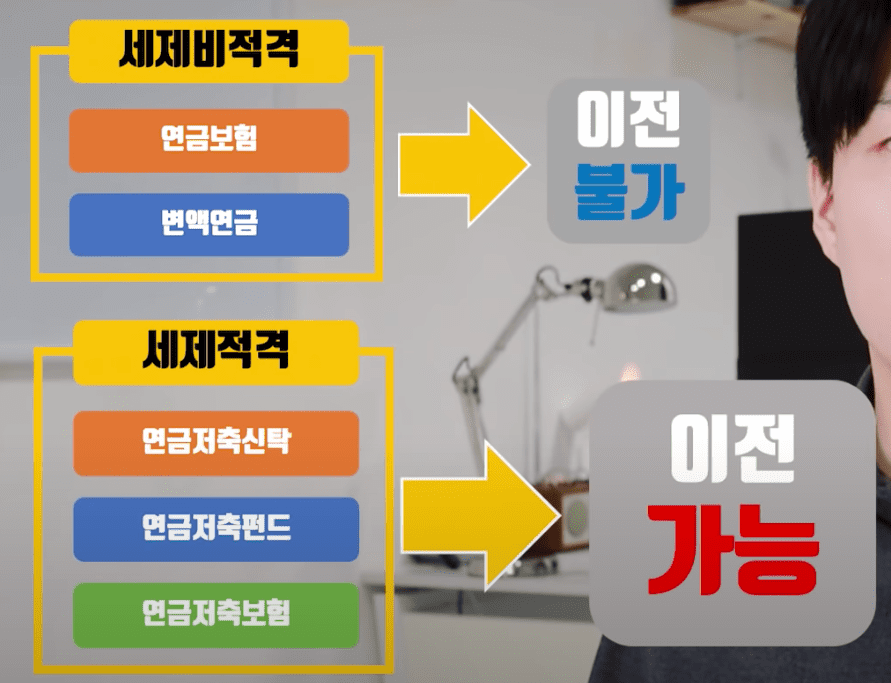 세제비적격
연금보험
변액연금
이전
불가
세제적격
연금저축신탁
연금저축펀드
연금저축보험
이전
가능